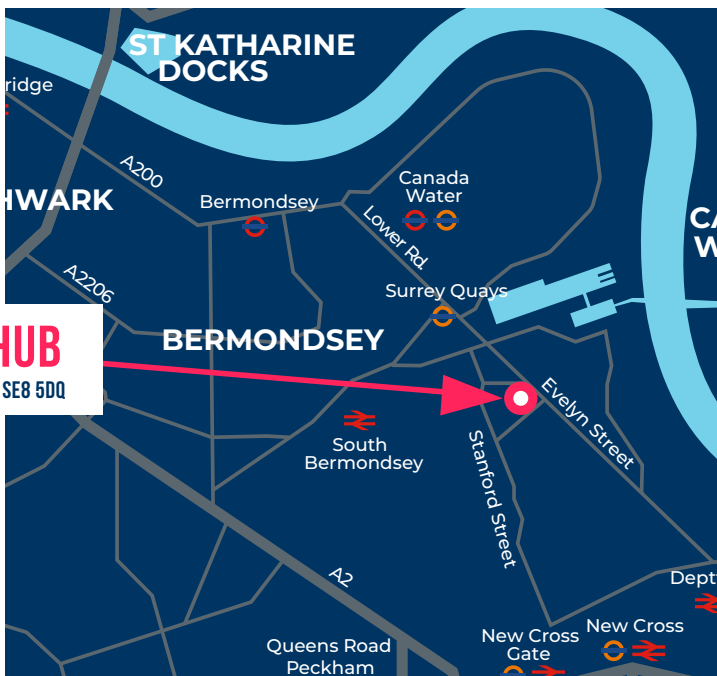 ST KATHARINE
DOCKS
ridge
A200
HWARK
Bermondsey
Canada
Water
Lower Rd.
CA
W
A2206
Surrey Quays
HUB
SE8 5DQ
BERMONDSEY
Evelyn Street
South
Bermondsey
Stanford Street
A2
Dept
New Cross
New Cross
Gate
Queens Road
Peckham